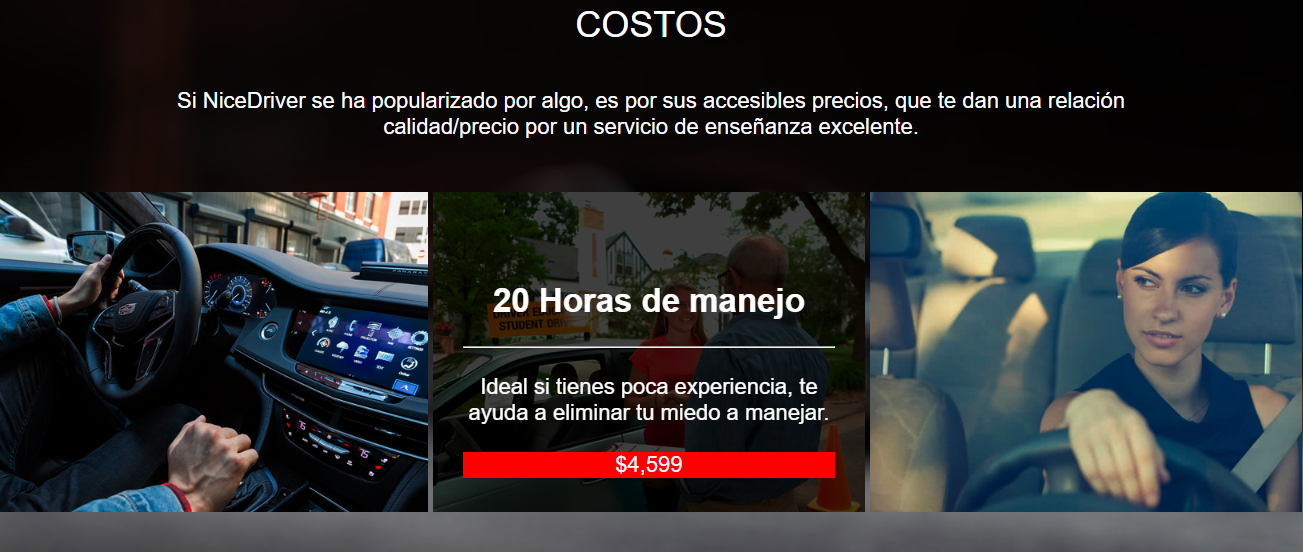 COSTOS
Si NiceDriver se ha popularizado por algo, es por sus accesibles precios, que te dan una relación
calidad/precio por un servicio de enseñanza excelente.
20 Horas de manejo
STUDENT DRIVER
Ideal si tienes poca experiencia, te
ayuda a eliminar tu miedo a manejar.
$4,599